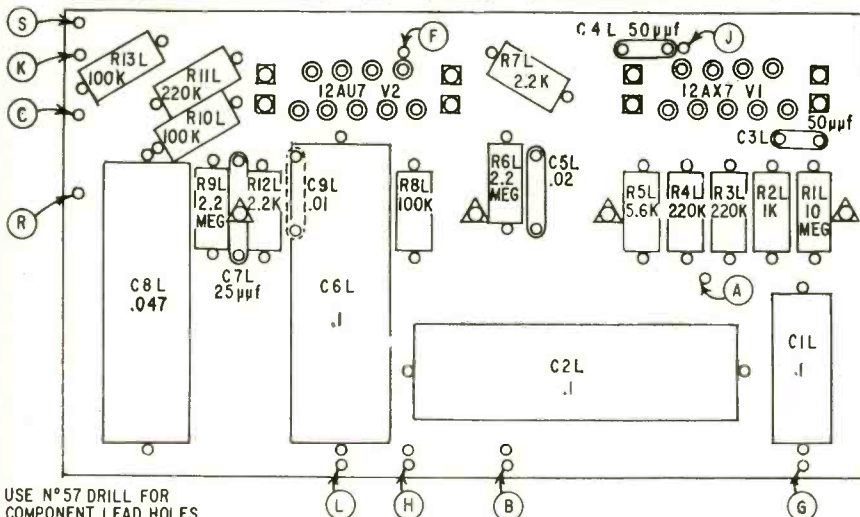 S
K
C
R
R13L
100K
R11L
220K
R10L
100K
12AU7 V2
F
R7L
2.2K
C4L 50µµf
J
12AX7 V1
50µµf
C3L
R9L
2.2
MEG
R12L
2.2K
C9L
.01
R8L
100K
R6L
2.2
MEG
C5L
.02
R5L
5.6K
R4L
220K
R3L
220K
R2L
1K
R1L
10
MEG
C7L
25µµf
C8L
.047
C6L
.1
A
C2L
.1
C1L
.1
USE Nº57 DRILL FOR
COMPONENT LEAD HOLES
L
H
B
G